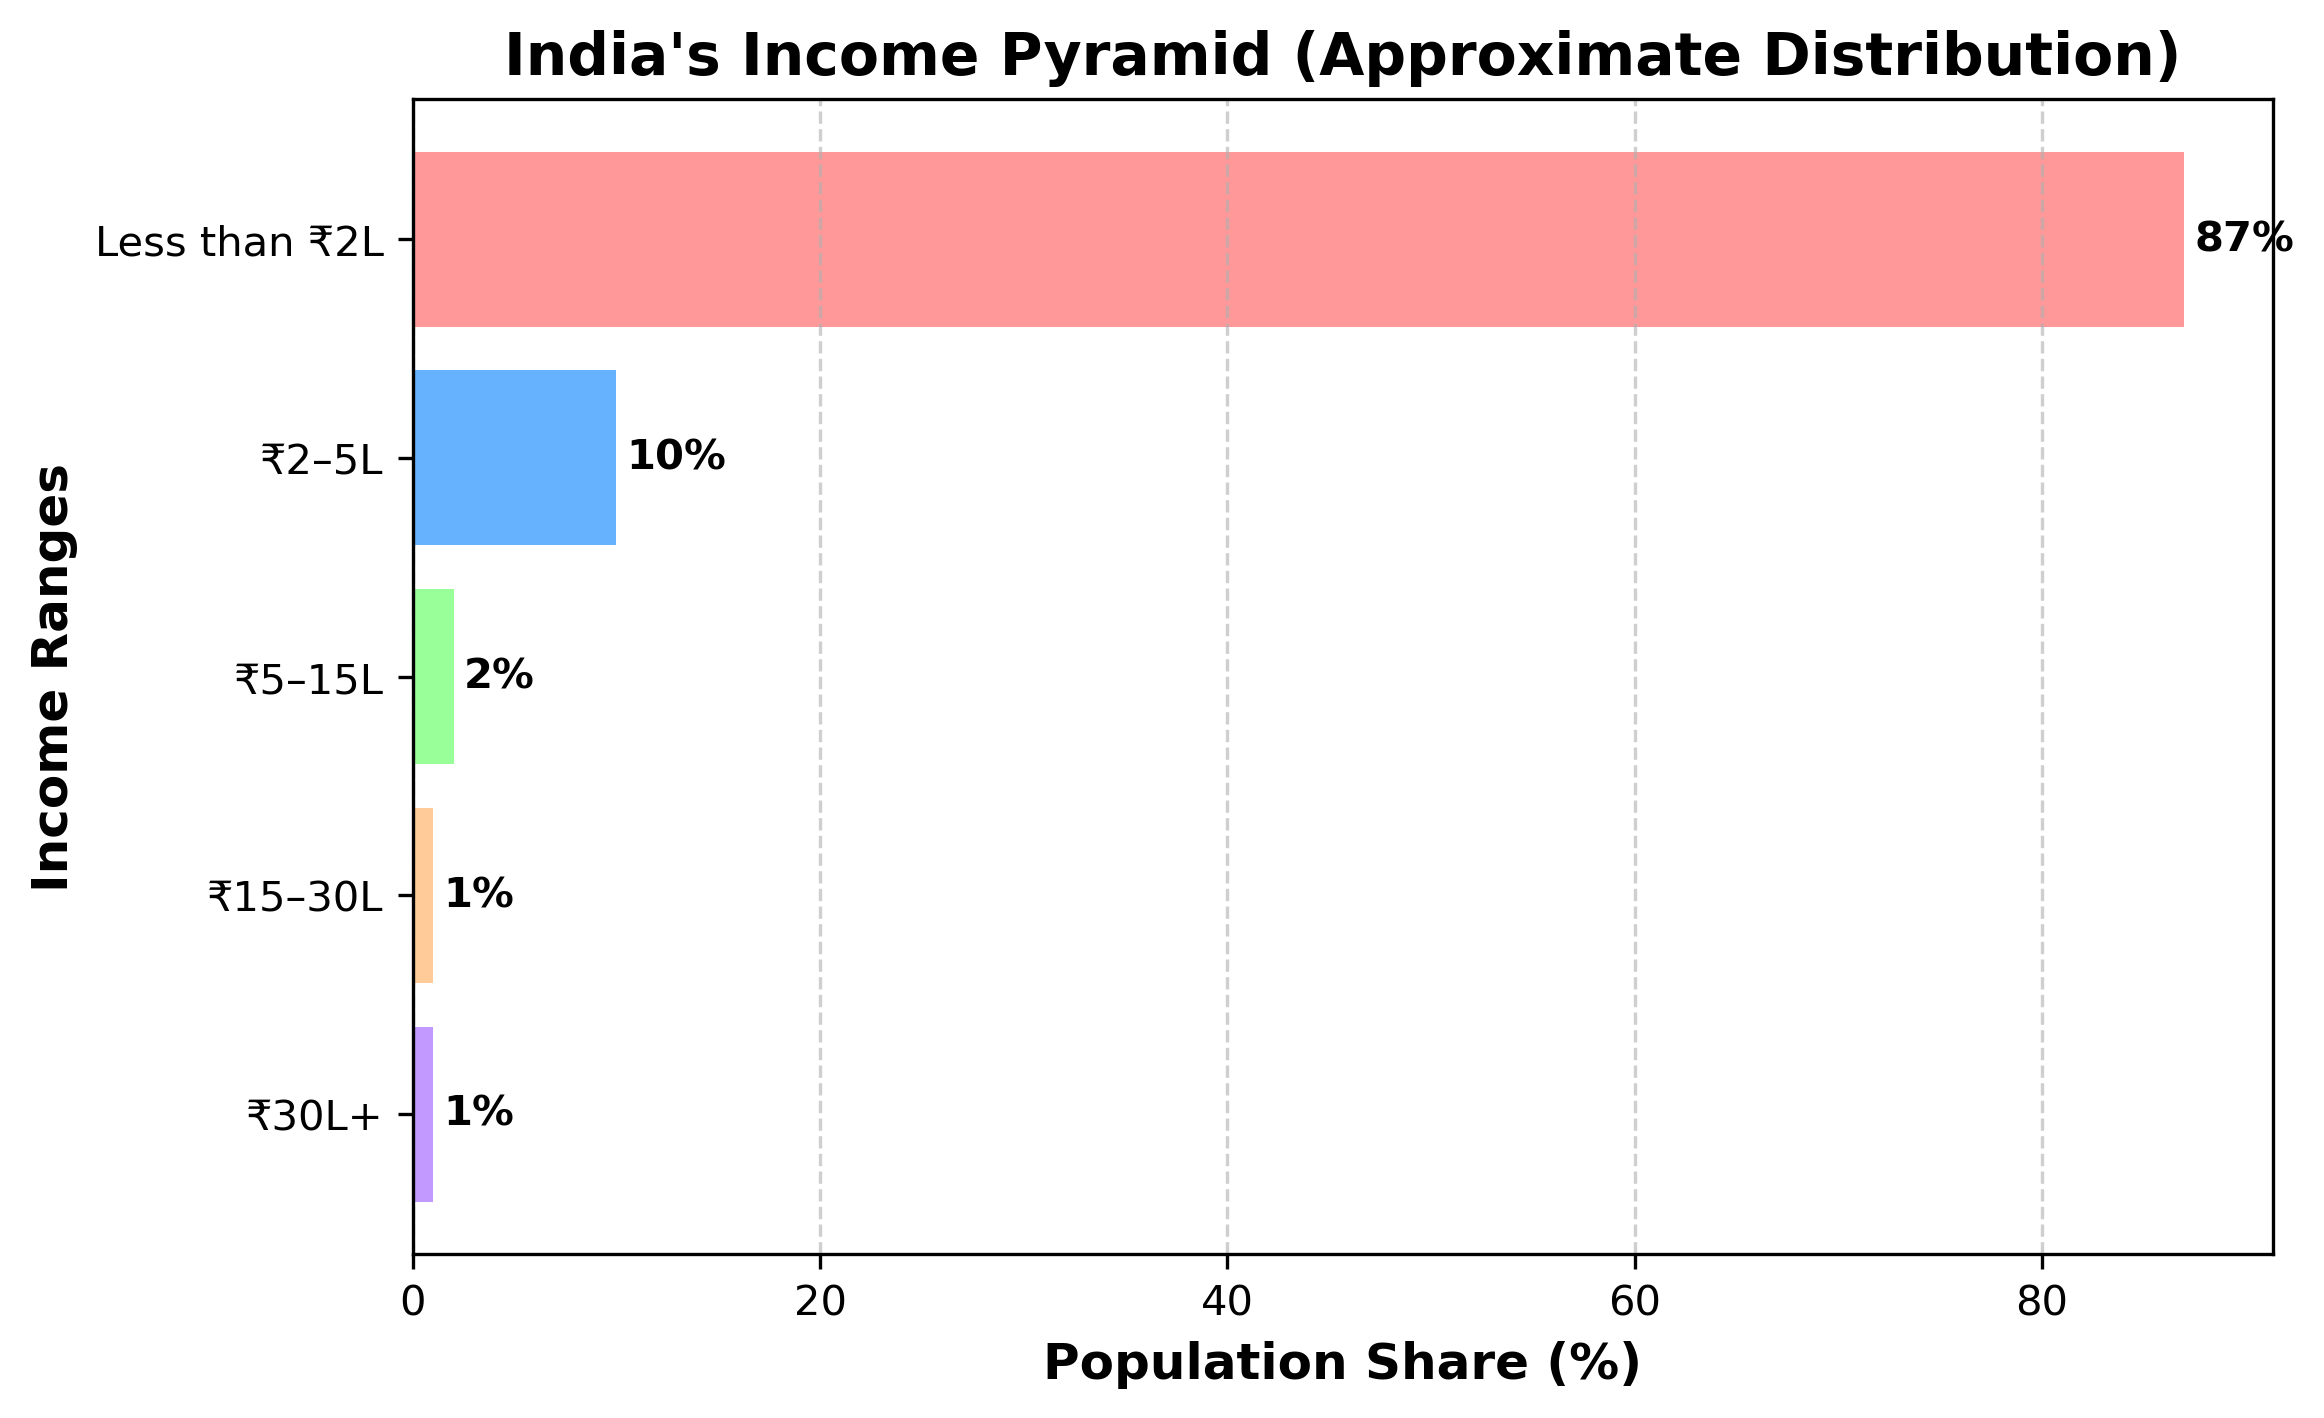 India's Income Pyramid (Approximate Distribution)
Less than ₹2L
87%
₹2–5L
10%
₹5–15L
2%
₹15–30L
1%
₹30L+
1%
Income Ranges
0 20 40 60 80
Population Share (%)